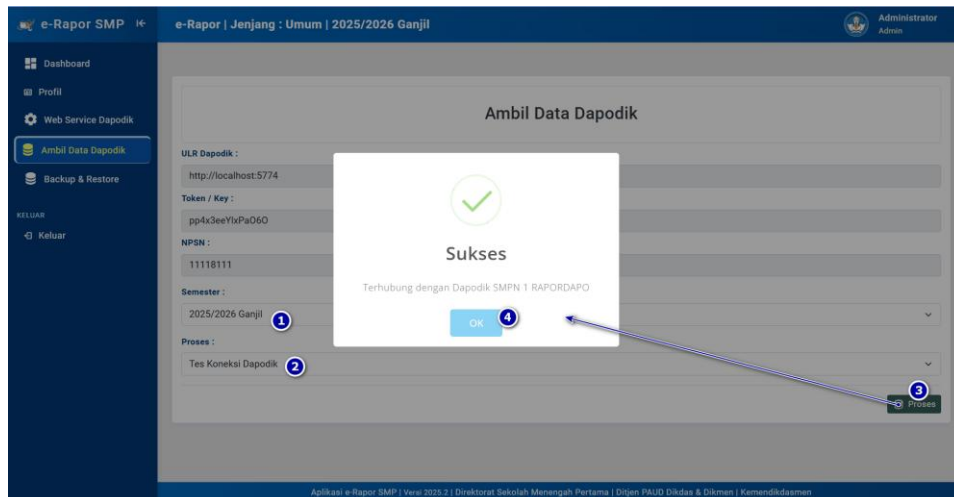 e-Rapor SMP
e-Rapor | Jenjang : Umum | 2025/2026 Ganjil
Administrator
Admin
Dashboard
Profil
Web Service Dapodik
Ambil Data Dapodik
Backup & Restore
KELUAR
Keluar
Ambil Data Dapodik
ULR Dapodik :
http://localhost:5774
Token / Key :
pp4x3eeYlxPaO6O
NPSN :
11118111
Semester :
2025/2026 Ganjil
1
Proses :
Tes Koneksi Dapodik
2
3
Proses
Sukses
Terhubung dengan Dapodik SMPN 1 RAPORDAPO
OK
4
Aplikasi e-Rapor SMP | Versi 2025.2 | Direktorat Sekolah Menengah Pertama | Ditjen PAUD Dikdas & Dikmen | Kemendikdasmen